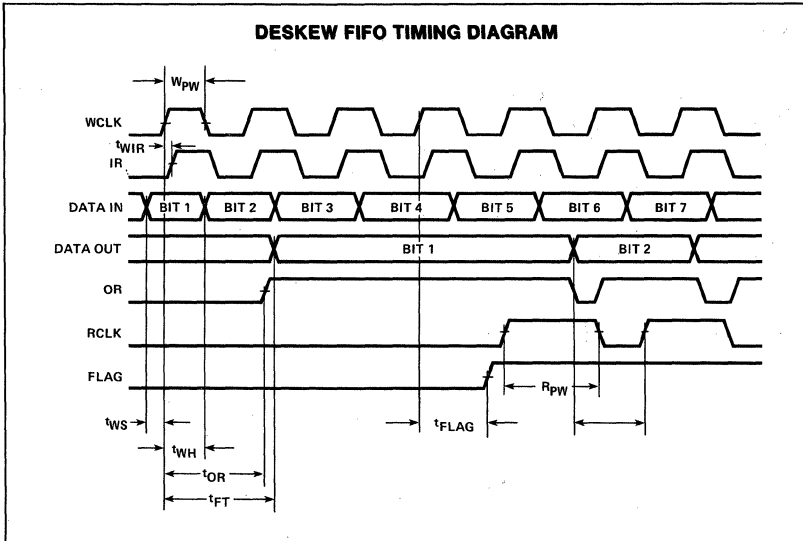 DESKEW FIFO TIMING DIAGRAM
WPW
WCLK
tWIR
IR
DATA IN BIT 1 BIT 2 BIT 3 BIT 4 BIT 5 BIT 6 BIT 7
DATA OUT BIT 1 BIT 2
OR
RCLK
FLAG
RPW
tWS tFLAG
tWH
tOR
tFT